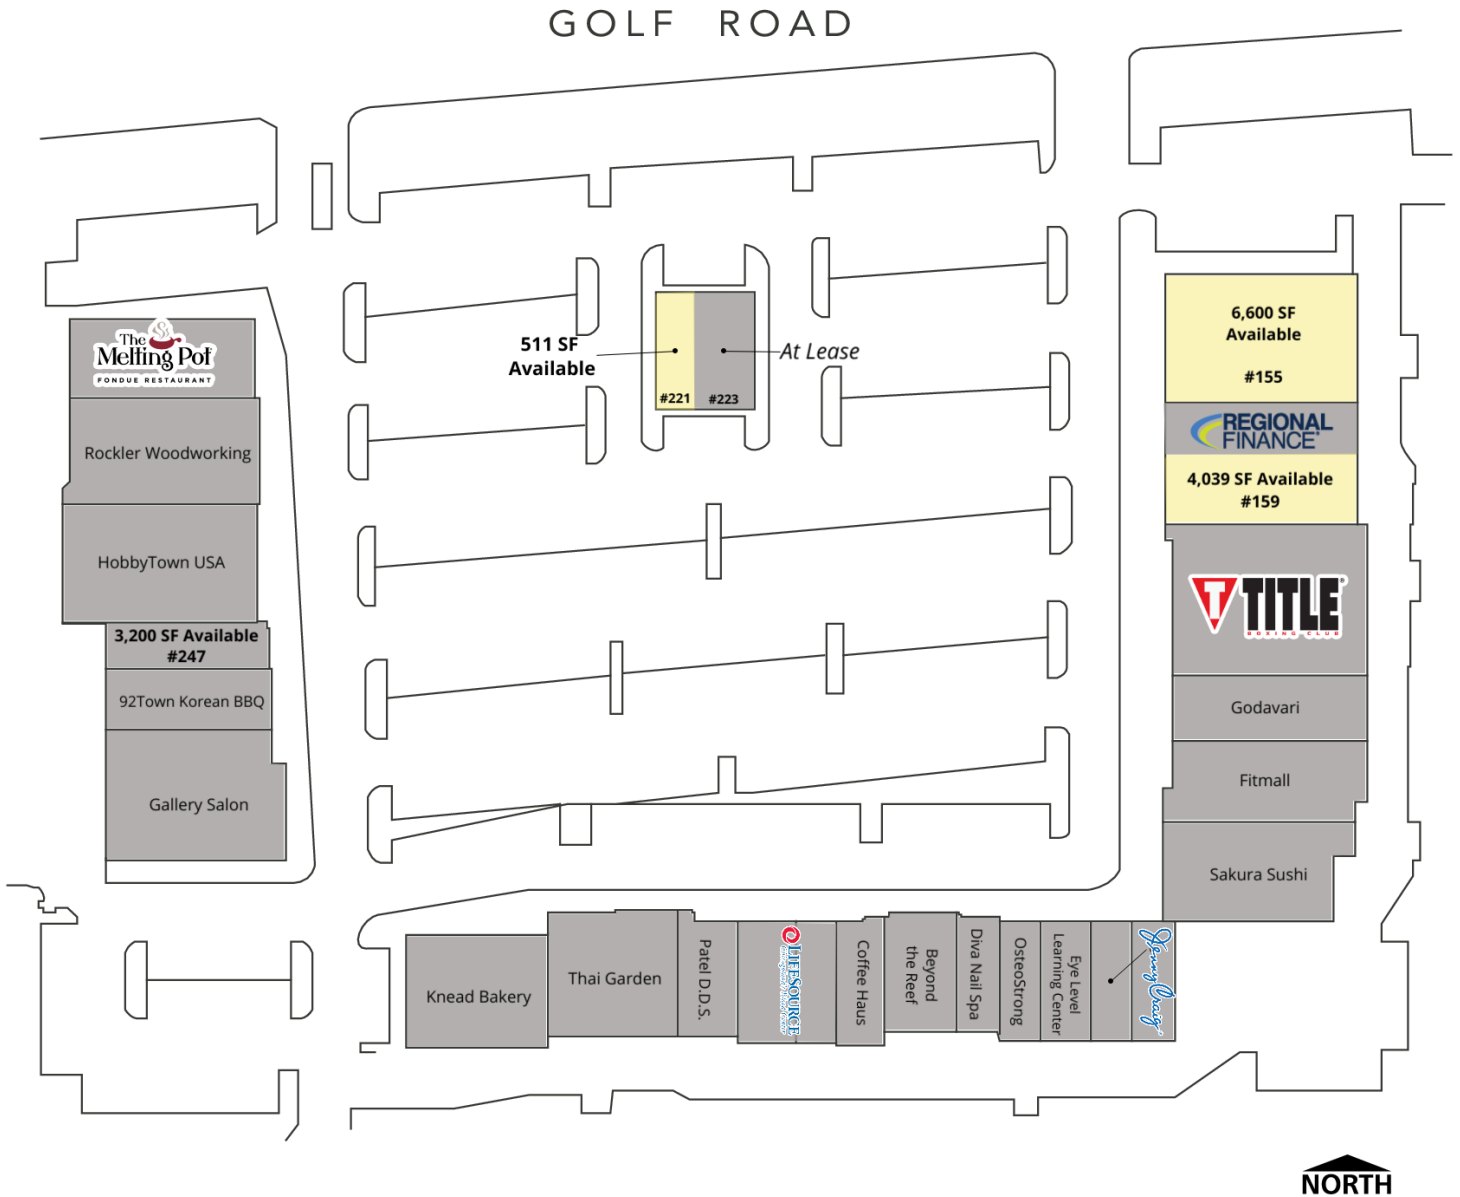 GOLF ROAD
The
Melting Pot
FONDUE RESTAURANT
Rockler Woodworking
HobbyTown USA
3,200 SF Available
#247
92Town Korean BBQ
Gallery Salon
511 SF
Available
At Lease
#221
#223
6,600 SF
Available
#155
REGIONAL
FINANCE
4,039 SF Available
#159
T TITLE
BOXING CLUB
Godavari
Fitmall
Sakura Sushi
Knead Bakery
Thai Garden
Patel D.D.S.
LIFESOURCE
Coffee Haus
Beyond
the Reef
Diva Nail Spa
OsteoStrong
Eye Level
Learning Center
Jenny Craig
NORTH